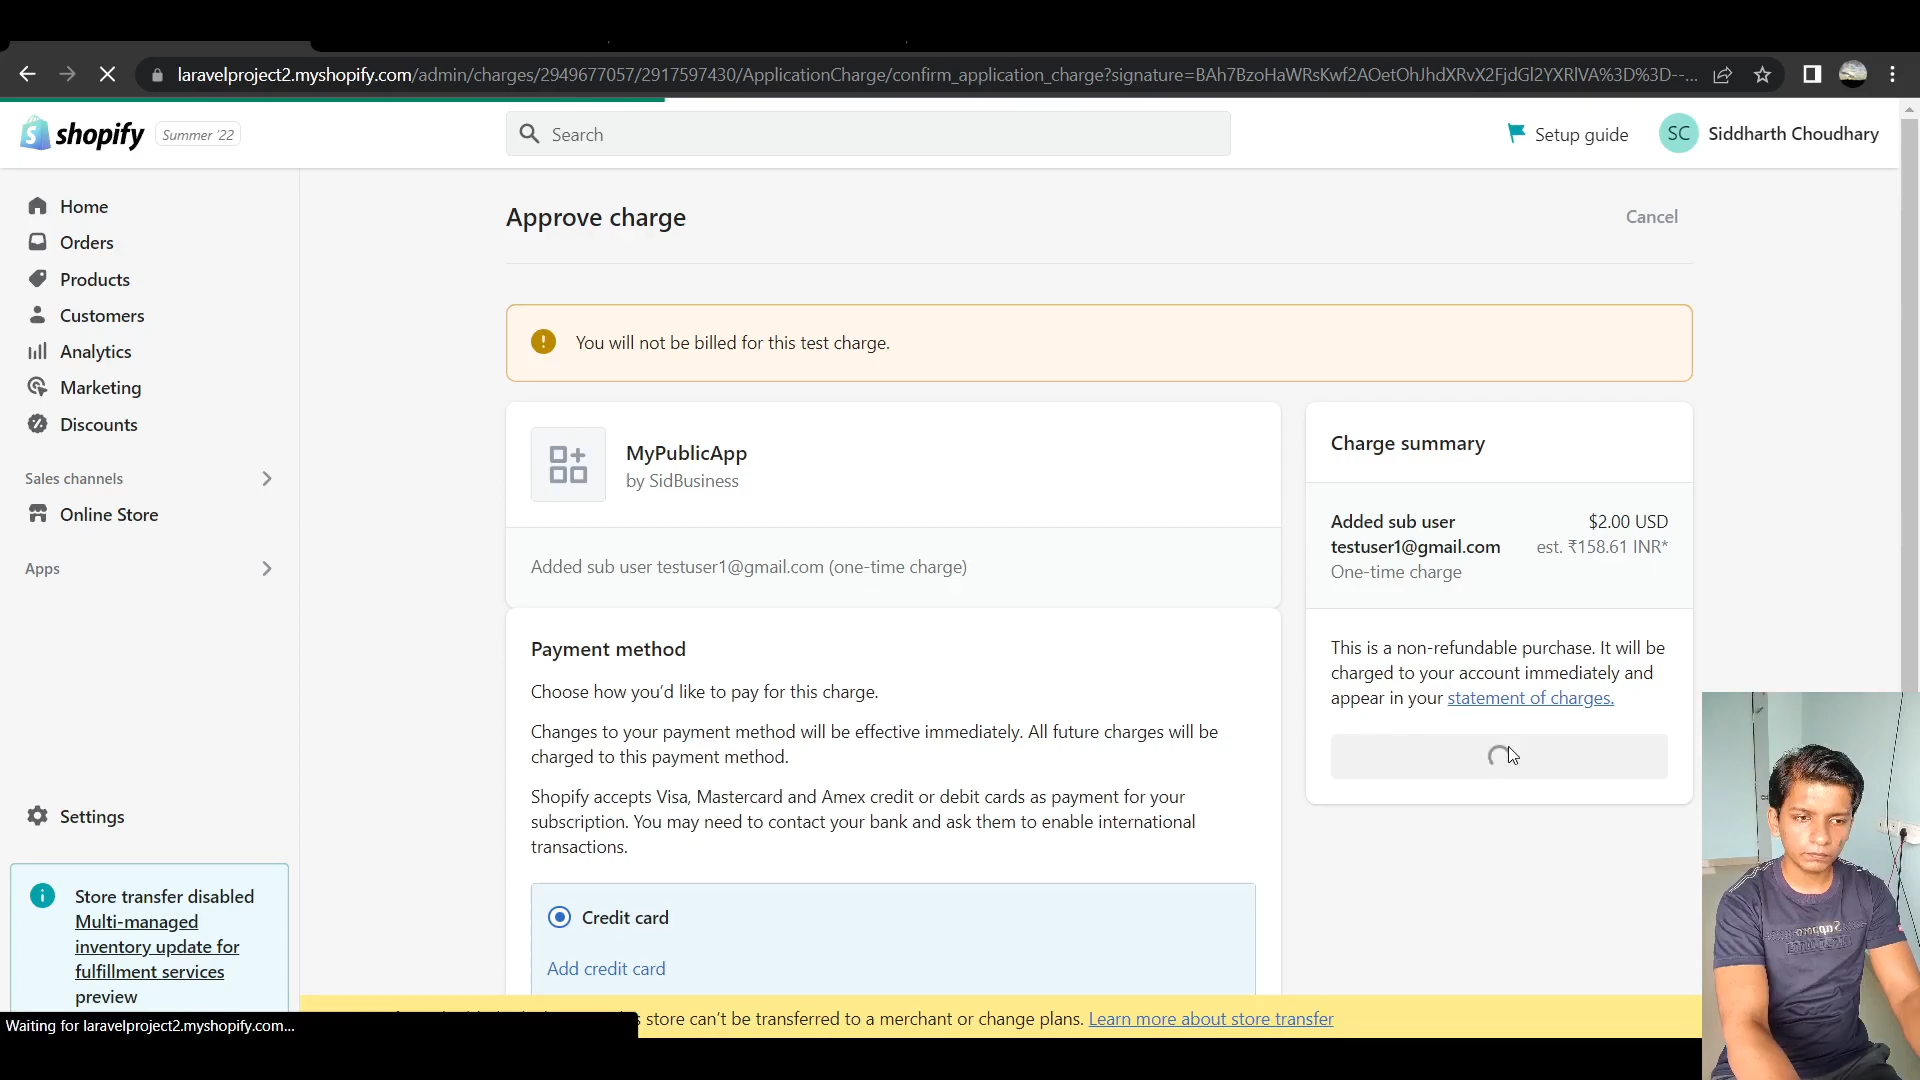 laravelproject2.myshopify.com/admin/charges/2949677057/2917597430/ApplicationCharge/confirm_application_charge?signature=BAh7BzoHaWRsKwf2AOetOhJhdXRvX2FjdGl2YXRlVA%3D%3D--...
shopify
Summer '22
Search
Setup guide
SC
Siddharth Choudhary
Home
Orders
Products
Customers
Analytics
Marketing
Discounts
Sales channels
Online Store
Apps
Settings
Store transfer disabled
Multi-managed
inventory update for
fulfillment services
preview
Approve charge
Cancel
You will not be billed for this test charge.
MyPublicApp
by SidBusiness
Added sub user testuser1@gmail.com (one-time charge)
Payment method
Choose how you'd like to pay for this charge.
Changes to your payment method will be effective immediately. All future charges will be
charged to this payment method.
Shopify accepts Visa, Mastercard and Amex credit or debit cards as payment for your
subscription. You may need to contact your bank and ask them to enable international
transactions.
Credit card
Add credit card
Charge summary
Added sub user $2.00 USD
testuser1@gmail.com est. ₹158.61 INR*
One-time charge
This is a non-refundable purchase. It will be
charged to your account immediately and
appear in your statement of charges.
store can't be transferred to a merchant or change plans. Learn more about store transfer
Waiting for laravelproject2.myshopify.com...